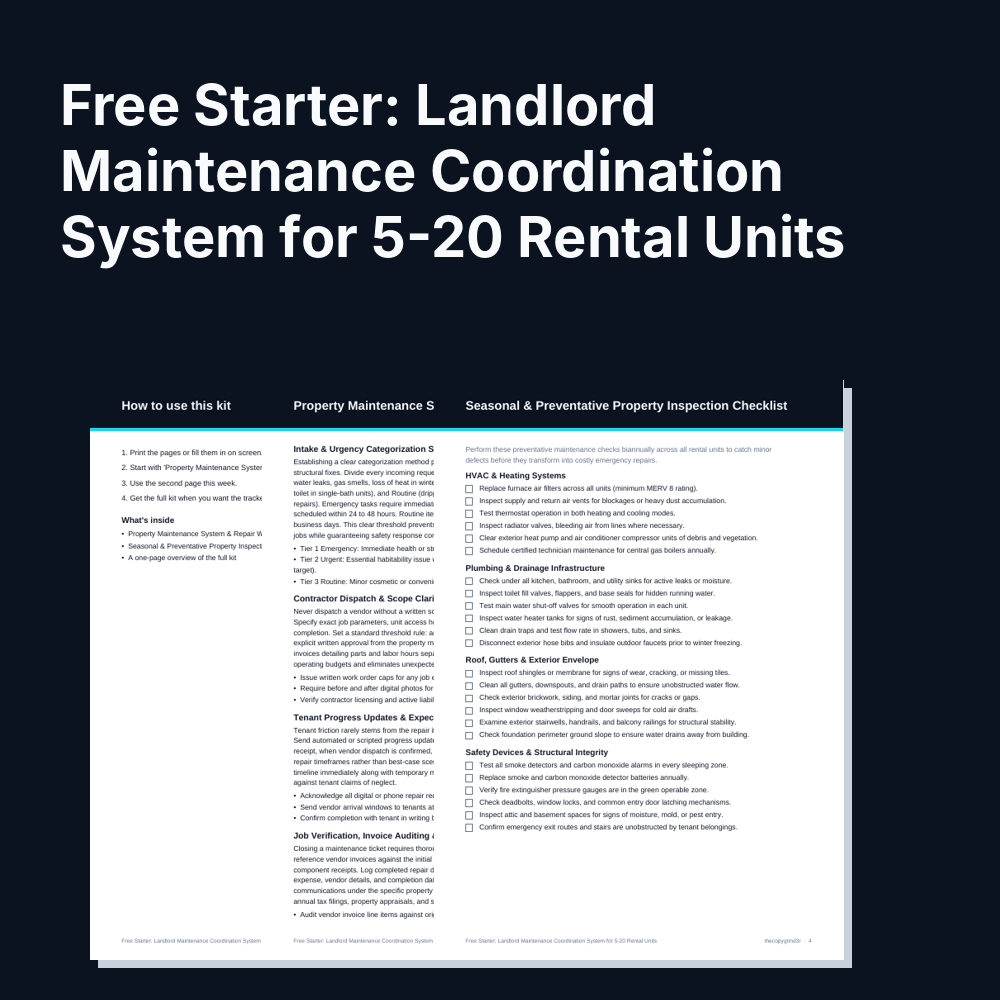 Free Starter: Landlord
Maintenance Coordination
System for 5-20 Rental Units
How to use this kit
1. Print the pages or fill them in on screen
2. Start with 'Property Maintenance System
3. Use the second page this week.
4. Get the full kit when you want the tracke
What's inside
• Property Maintenance System & Repair W
• Seasonal & Preventative Property Inspect
• A one-page overview of the full kit
Free Starter: Landlord Maintenance Coordination System
Property Maintenance S
Intake & Urgency Categorization S
Establishing a clear categorization method p
structural fixes. Divide every incoming reque
water leaks, gas smells, loss of heat in winte
toilet in single-bath units), and Routine (dripp
repairs). Emergency tasks require immediat
scheduled within 24 to 48 hours. Routine ite
business days. This clear threshold prevents
jobs while guaranteeing safety response cor
• Tier 1 Emergency: Immediate health or str
• Tier 2 Urgent: Essential habitability issue w
target).
• Tier 3 Routine: Minor cosmetic or convenie
Contractor Dispatch & Scope Clari
Never dispatch a vendor without a written sc
Specify exact job parameters, unit access ho
completion. Set a standard threshold rule: an
explicit written approval from the property m
invoices detailing parts and labor hours sepa
operating budgets and eliminates unexpecte
• Issue written work order caps for any job e
• Require before and after digital photos for
• Verify contractor licensing and active liabil
Tenant Progress Updates & Expec
Tenant friction rarely stems from the repair i
Send automated or scripted progress update
receipt, when vendor dispatch is confirmed,
repair timeframes rather than best-case sce
timeline immediately along with temporary m
against tenant claims of neglect.
• Acknowledge all digital or phone repair rec
• Send vendor arrival windows to tenants at
• Confirm completion with tenant in writing b
Job Verification, Invoice Auditing &
Closing a maintenance ticket requires thoro
reference vendor invoices against the initial
component receipts. Log completed repair d
expense, vendor details, and completion dat
communications under the specific property
annual tax filings, property appraisals, and s
• Audit vendor invoice line items against orig
Free Starter: Landlord Maintenance Coordination System
Seasonal & Preventative Property Inspection Checklist
Perform these preventative maintenance checks biannually across all rental units to catch minor
defects before they transform into costly emergency repairs.
HVAC & Heating Systems
Replace furnace air filters across all units (minimum MERV 8 rating).
Inspect supply and return air vents for blockages or heavy dust accumulation.
Test thermostat operation in both heating and cooling modes.
Inspect radiator valves, bleeding air from lines where necessary.
Clear exterior heat pump and air conditioner compressor units of debris and vegetation.
Schedule certified technician maintenance for central gas boilers annually.
Plumbing & Drainage Infrastructure
Check under all kitchen, bathroom, and utility sinks for active leaks or moisture.
Inspect toilet fill valves, flappers, and base seals for hidden running water.
Test main water shut-off valves for smooth operation in each unit.
Inspect water heater tanks for signs of rust, sediment accumulation, or leakage.
Clean drain traps and test flow rate in showers, tubs, and sinks.
Disconnect exterior hose bibs and insulate outdoor faucets prior to winter freezing.
Roof, Gutters & Exterior Envelope
Inspect roof shingles or membrane for signs of wear, cracking, or missing tiles.
Clean all gutters, downspouts, and drain paths to ensure unobstructed water flow.
Check exterior brickwork, siding, and mortar joints for cracks or gaps.
Inspect window weatherstripping and door sweeps for cold air drafts.
Examine exterior stairwells, handrails, and balcony railings for structural stability.
Check foundation perimeter ground slope to ensure water drains away from building.
Safety Devices & Structural Integrity
Test all smoke detectors and carbon monoxide alarms in every sleeping zone.
Replace smoke and carbon monoxide detector batteries annually.
Verify fire extinguisher pressure gauges are in the green operable zone.
Check deadbolts, window locks, and common entry door latching mechanisms.
Inspect attic and basement spaces for signs of moisture, mold, or pest entry.
Confirm emergency exit routes and stairs are unobstructed by tenant belongings.
Free Starter: Landlord Maintenance Coordination System for 5-20 Rental Units
thecopygrind3r · 4